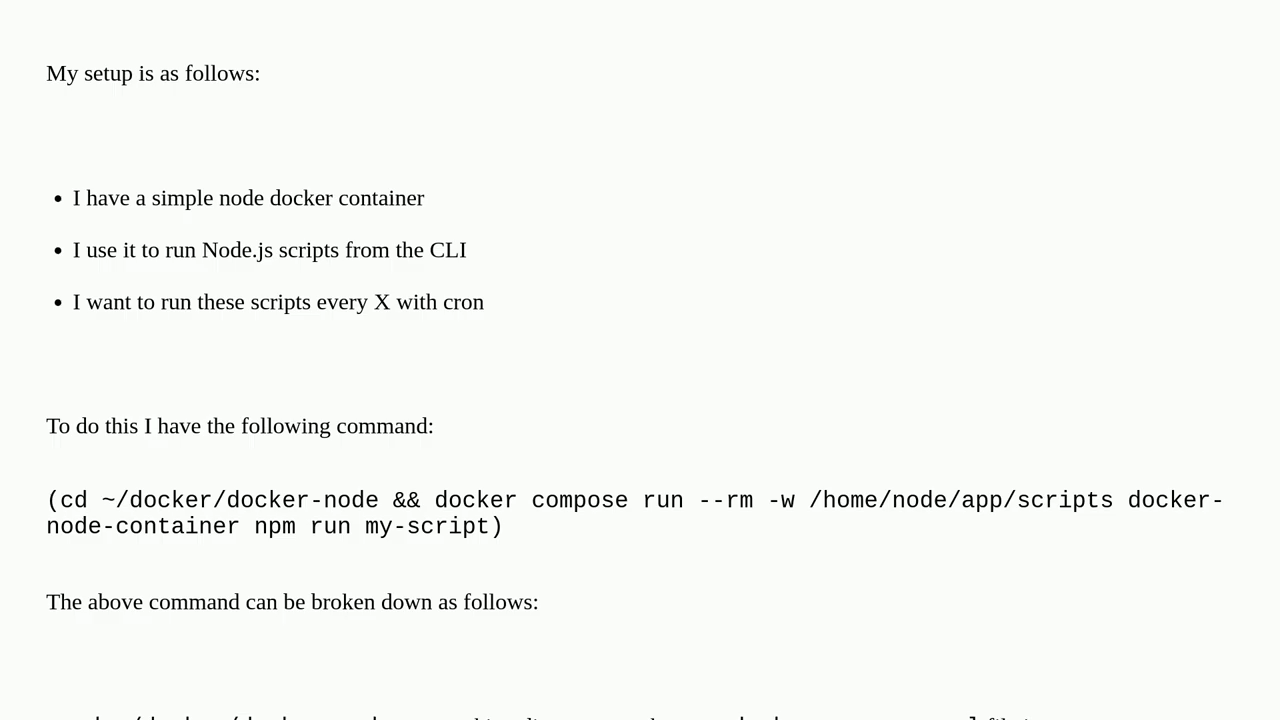 My setup is as follows:
• I have a simple node docker container
• I use it to run Node.js scripts from the CLI
• I want to run these scripts every X with cron
To do this I have the following command:
(cd ~/docker/docker-node && docker compose run --rm -w /home/node/app/scripts docker-
node-container npm run my-script)
The above command can be broken down as follows: